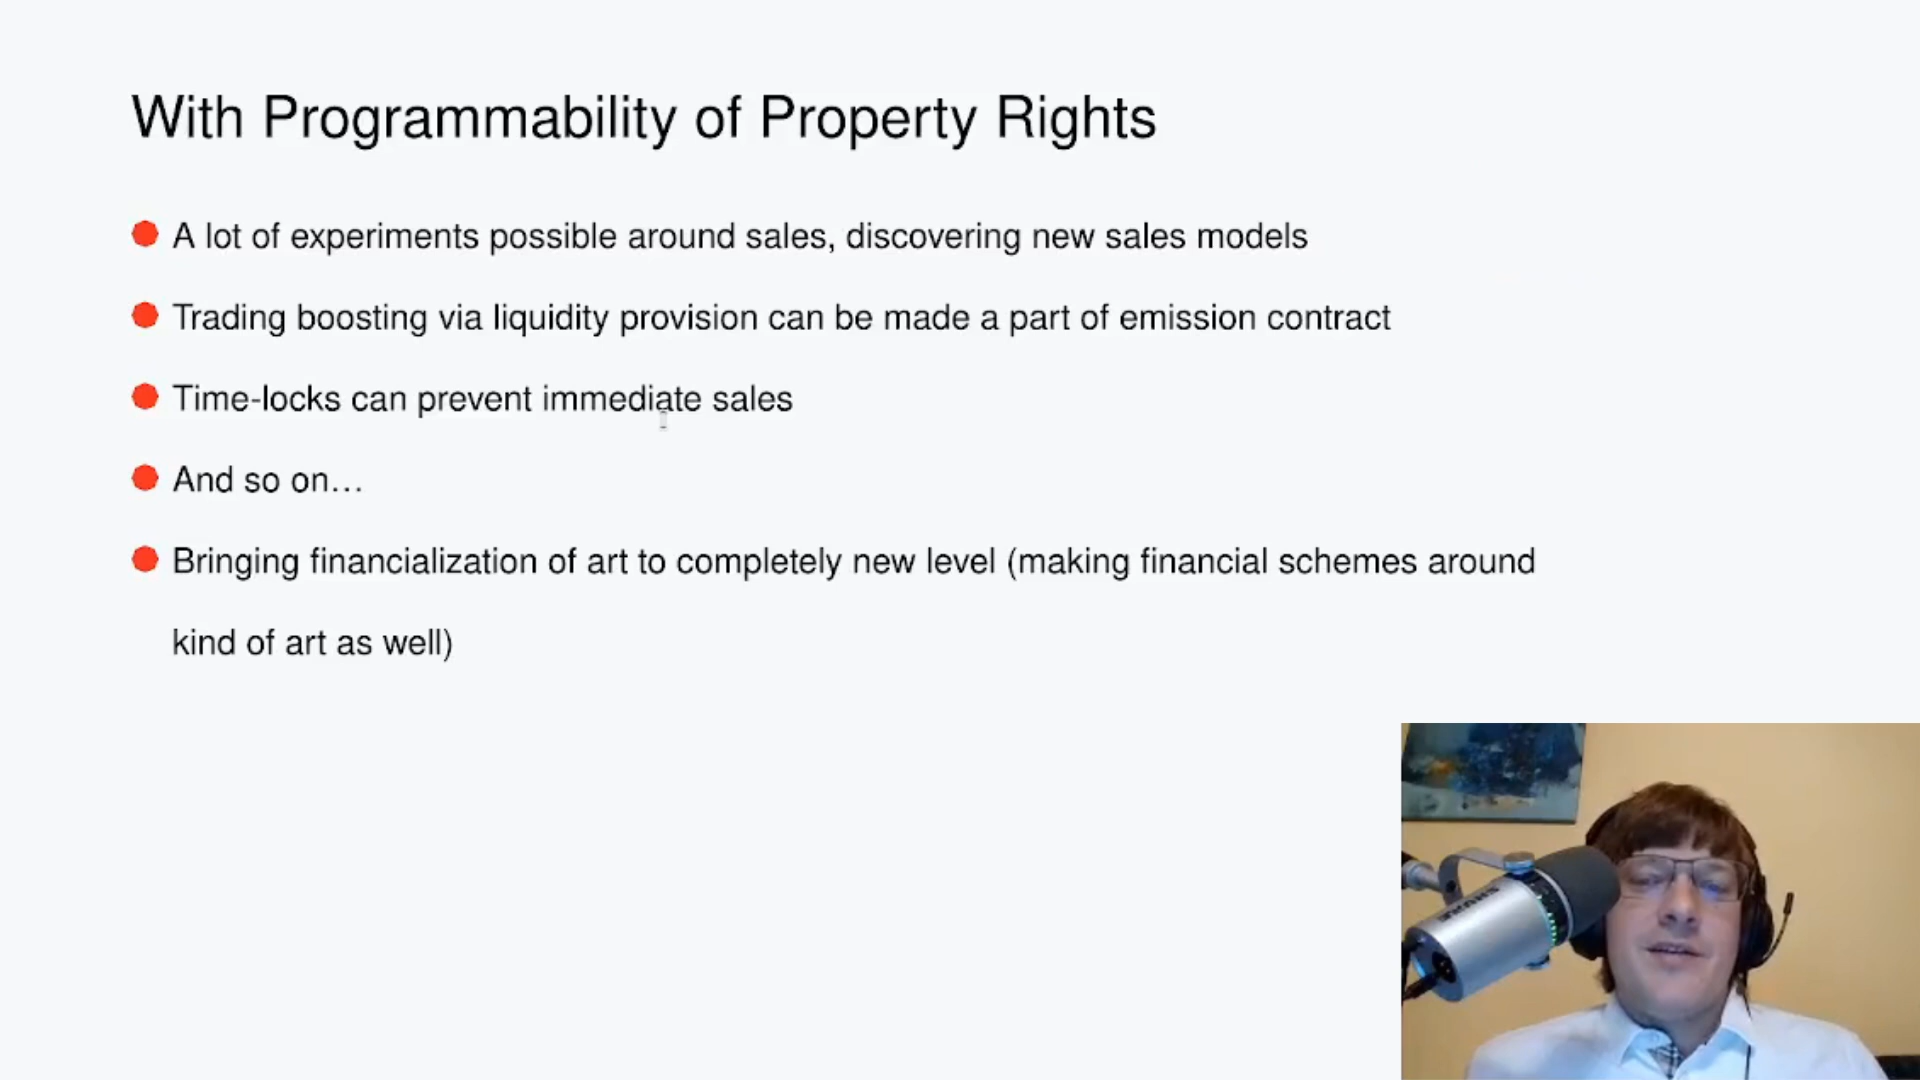 With Programmability of Property Rights
A lot of experiments possible around sales, discovering new sales models
Trading boosting via liquidity provision can be made a part of emission contract
Time-locks can prevent immediate sales
And so on…
Bringing financialization of art to completely new level (making financial schemes around
kind of art as well)
SHURE